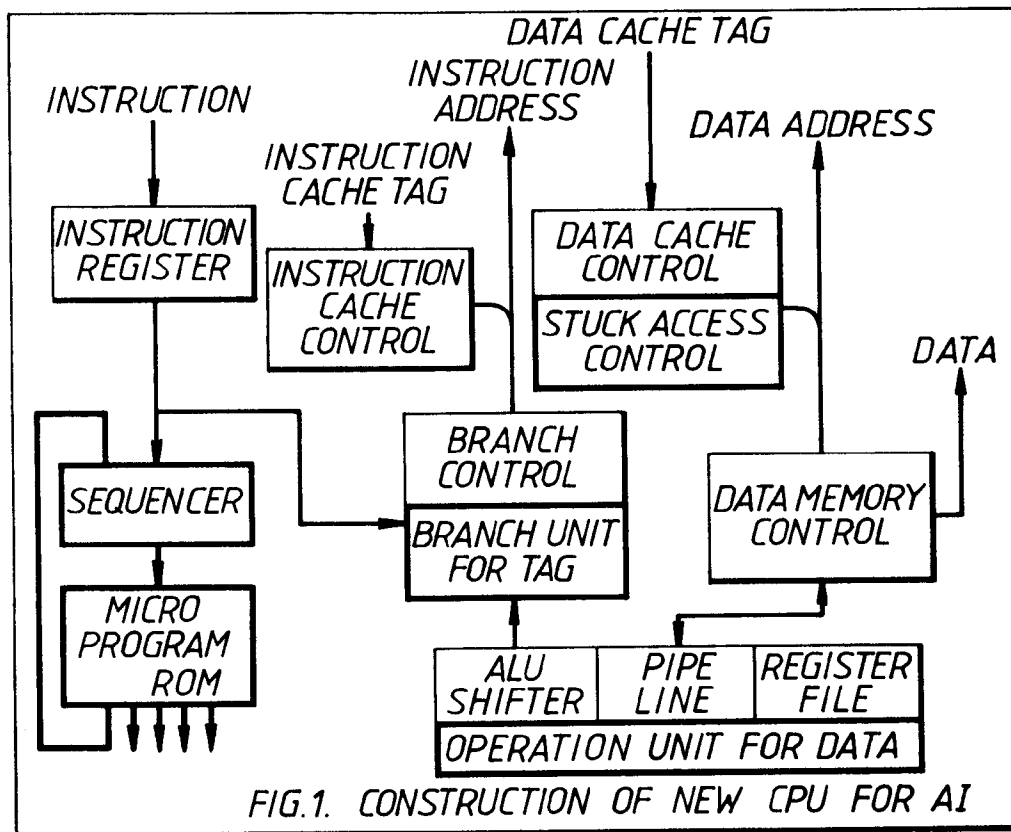 DATA CACHE TAG
INSTRUCTION
ADDRESS
INSTRUCTION
DATA ADDRESS
INSTRUCTION
CACHE TAG
INSTRUCTION
REGISTER
INSTRUCTION
CACHE
CONTROL
DATA CACHE
CONTROL
STUCK ACCESS
CONTROL
DATA
BRANCH
CONTROL
SEQUENCER
DATA MEMORY
CONTROL
BRANCH UNIT
FOR TAG
MICRO
PROGRAM
ROM
ALU
SHIFTER
PIPE
LINE
REGISTER
FILE
OPERATION UNIT FOR DATA
FIG.1. CONSTRUCTION OF NEW CPU FOR AI